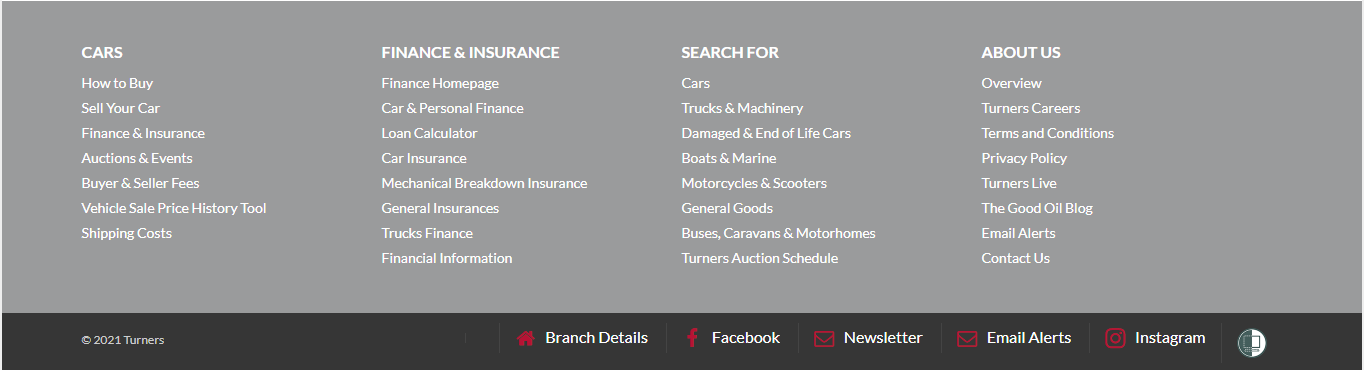 CARS
How to Buy
Sell Your Car
Finance & Insurance
Auctions & Events
Buyer & Seller Fees
Vehicle Sale Price History Tool
Shipping Costs
FINANCE & INSURANCE
Finance Homepage
Car & Personal Finance
Loan Calculator
Car Insurance
Mechanical Breakdown Insurance
General Insurances
Trucks Finance
Financial Information
SEARCH FOR
Cars
Trucks & Machinery
Damaged & End of Life Cars
Boats & Marine
Motorcycles & Scooters
General Goods
Buses, Caravans & Motorhomes
Turners Auction Schedule
ABOUT US
Overview
Turners Careers
Terms and Conditions
Privacy Policy
Turners Live
The Good Oil Blog
Email Alerts
Contact Us
© 2021 Turners
Branch Details
Facebook
Newsletter
Email Alerts
Instagram